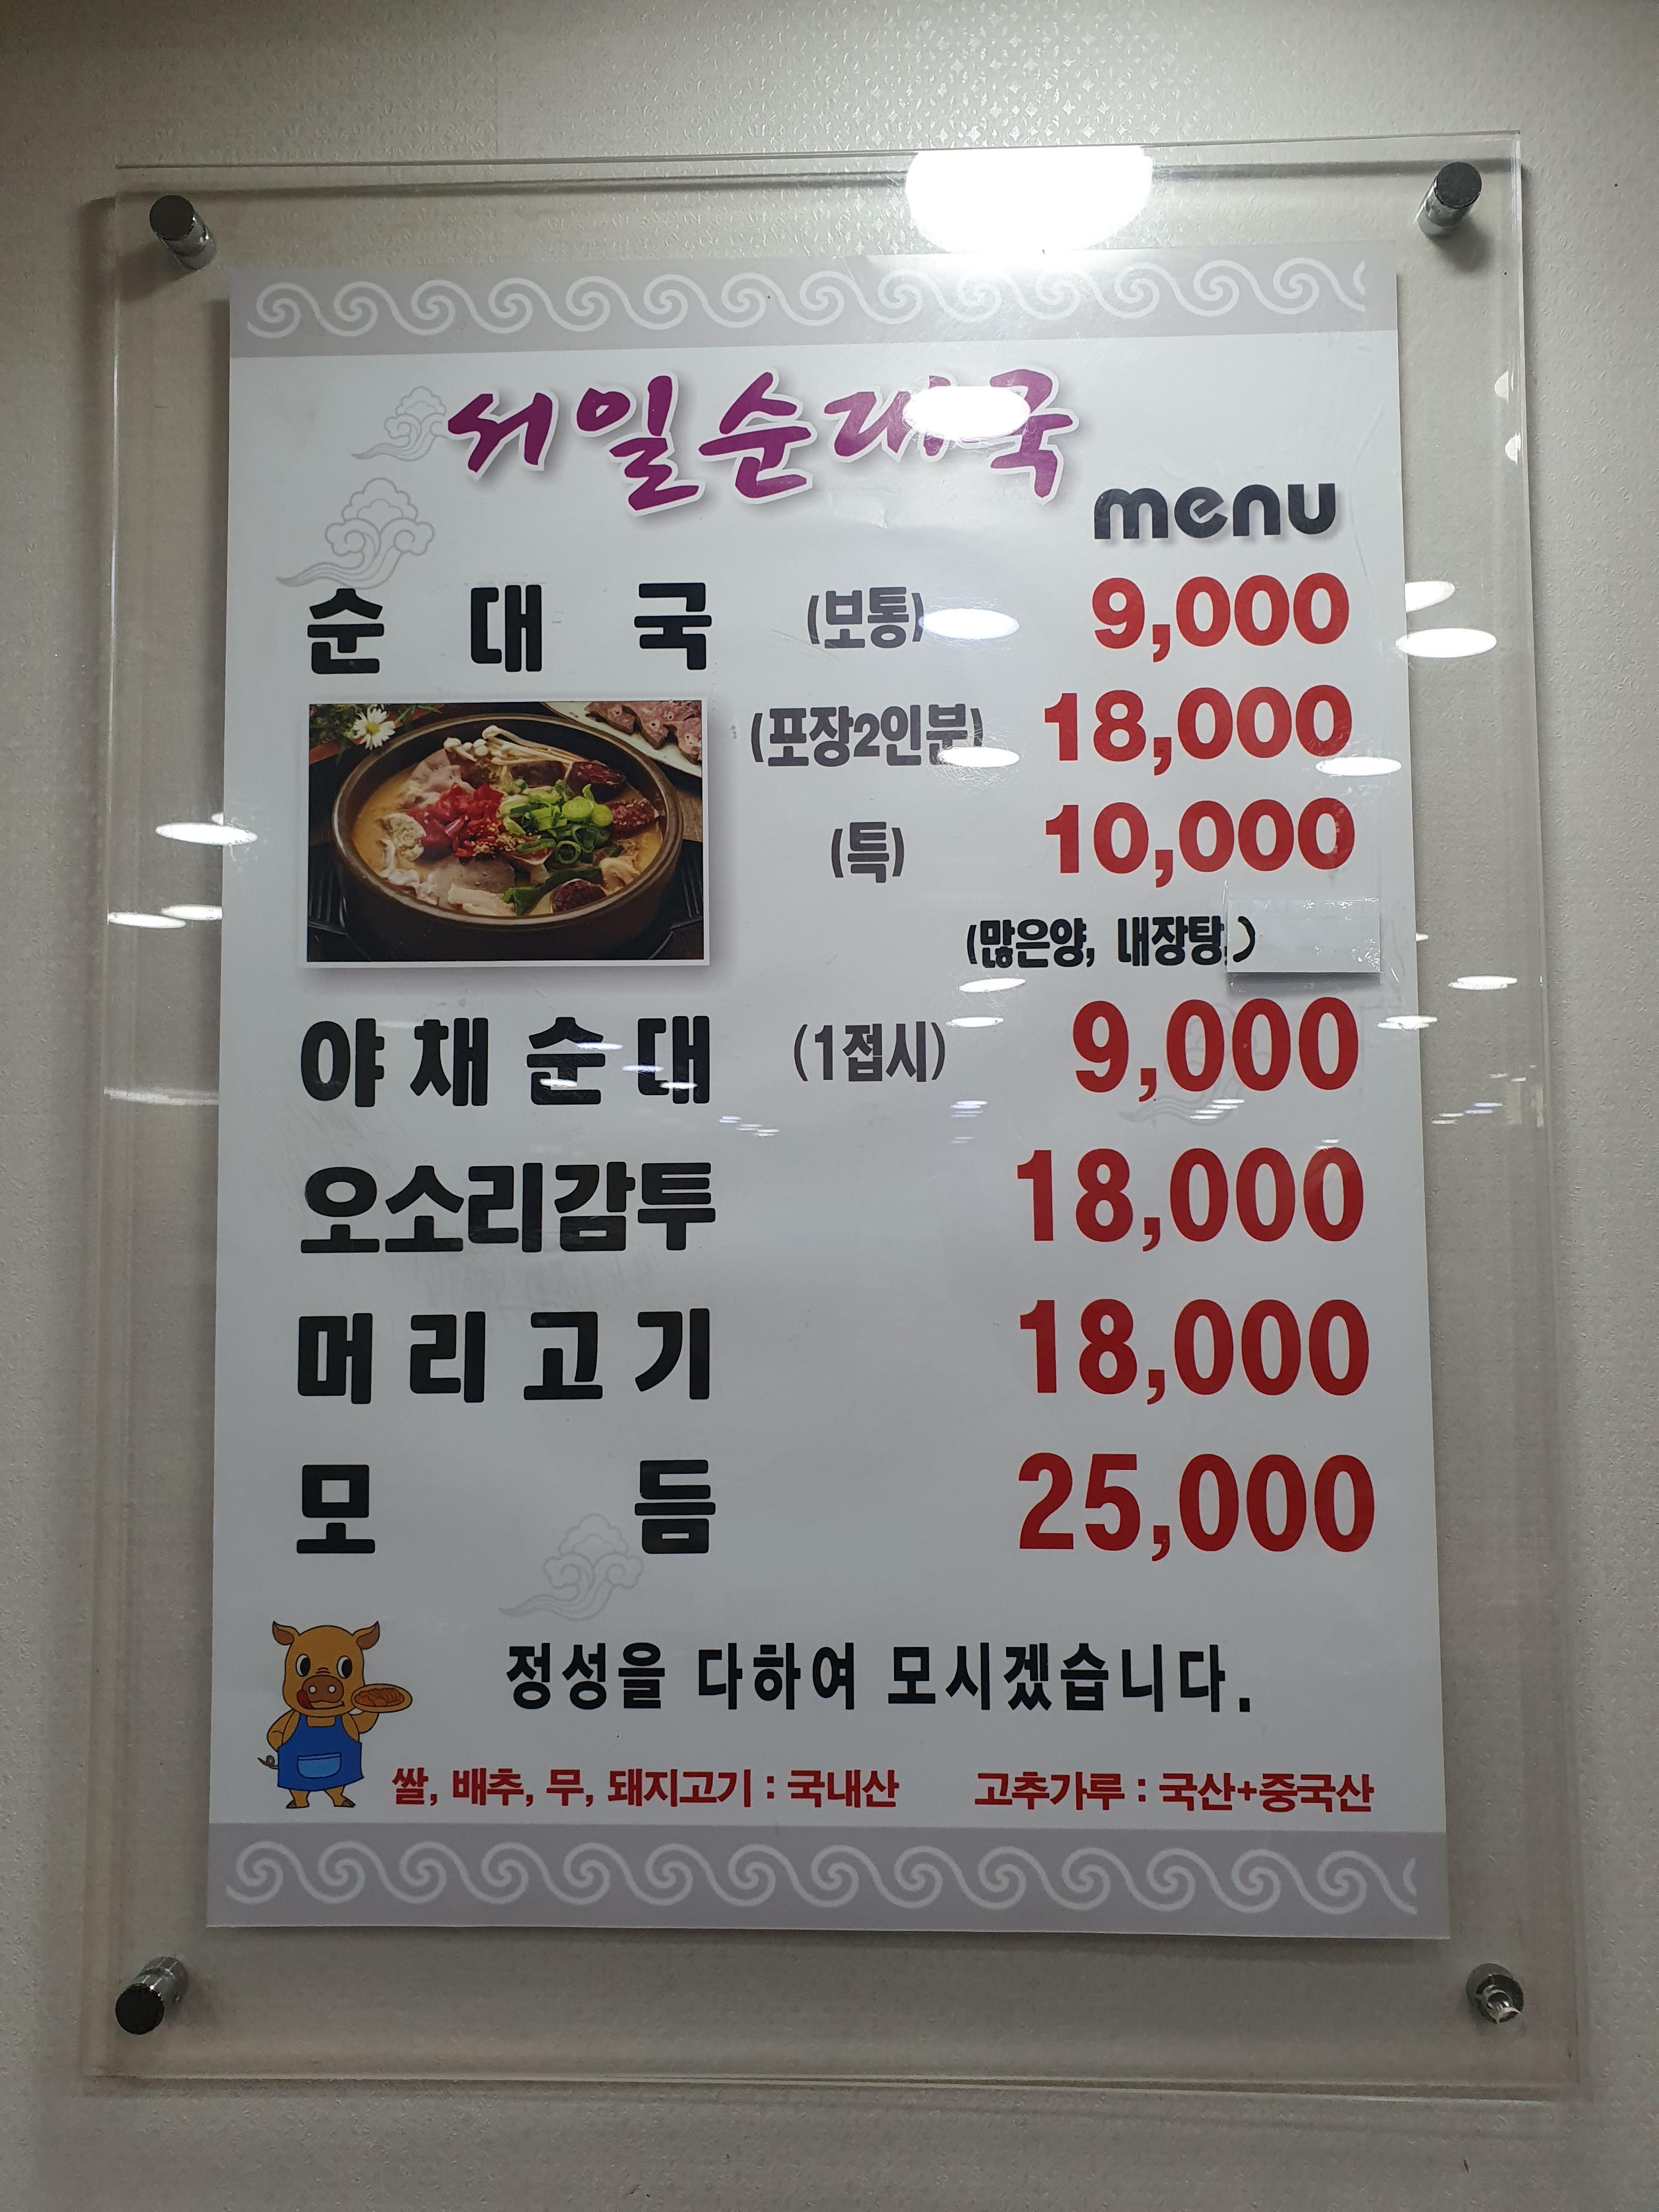 서일순대국
menu
순대국 (보통) 9,000
(포장2인분) 18,000
(특) 10,000
(많은양, 내장탕)
야채순대 (1접시) 9,000
오소리감투 18,000
머리고기 18,000
모듬 25,000
정성을 다하여 모시겠습니다.
쌀, 배추, 무, 돼지고기 : 국내산 고추가루 : 국산+중국산